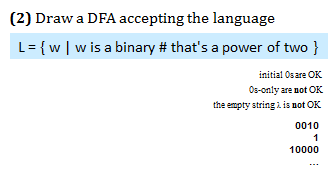 (2) Draw a DFA accepting the language
L = { w | w is a binary # that's a power of two }
initial 0s are OK
0s-only are not OK
the empty string λ is not OK
0010
1
10000
...